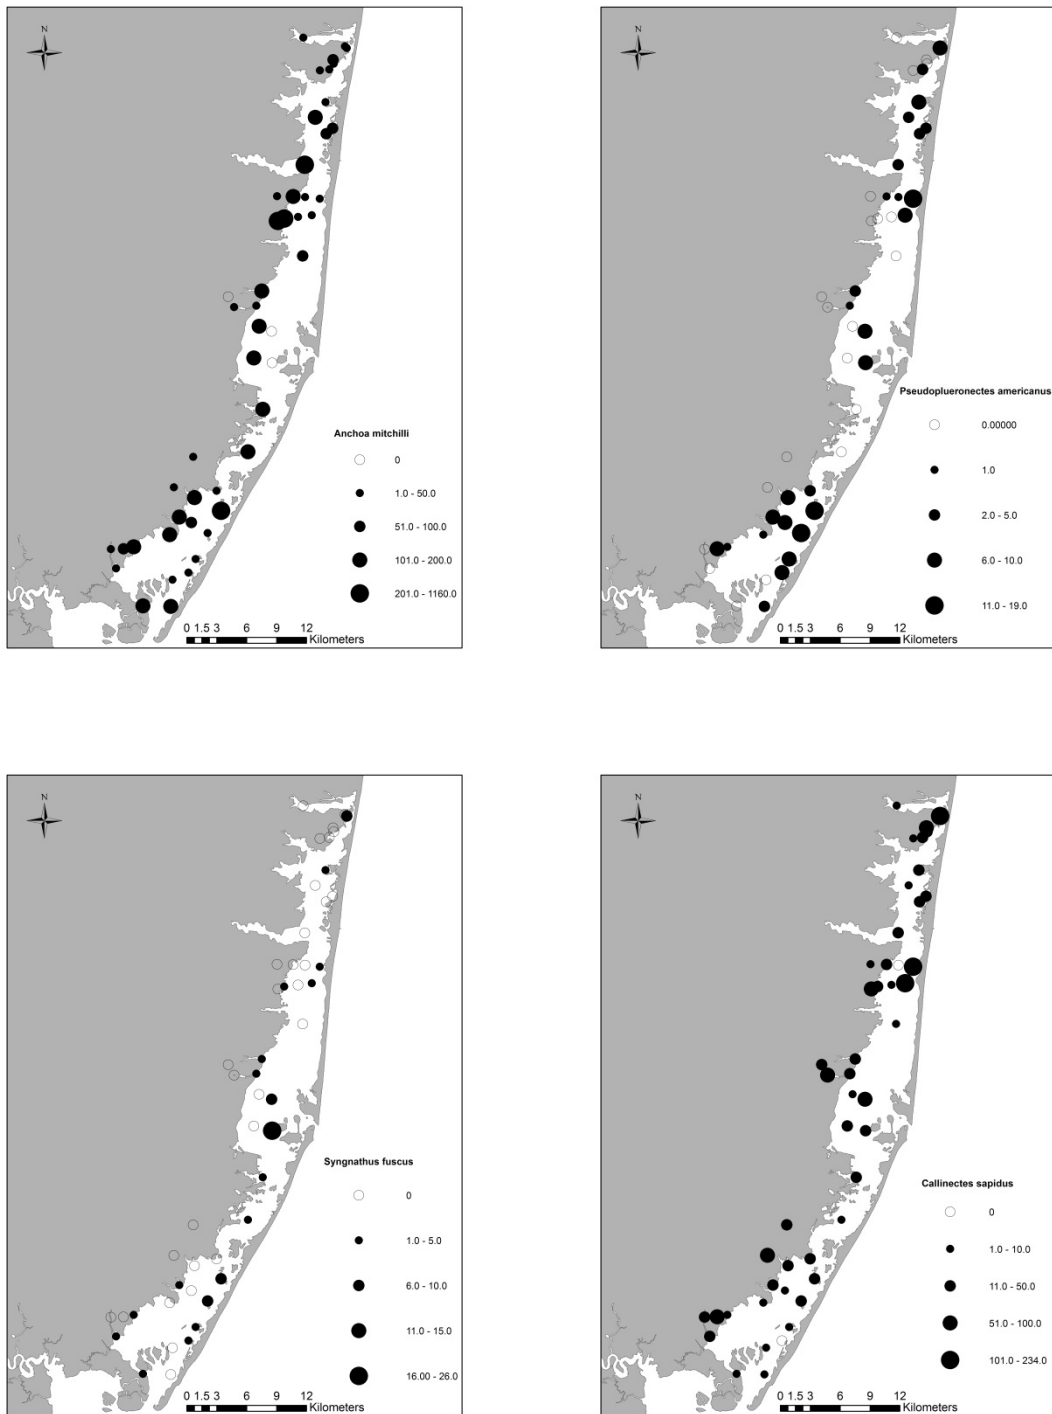 N
Anchoa mitchilli
0
1.0 - 50.0
51.0 - 100.0
101.0 - 200.0
201.0 - 1160.0
0 1.5 3 6 9 12
Kilometers
N
Pseudoplueronectes americanus
0.00000
1.0
2.0 - 5.0
6.0 - 10.0
11.0 - 19.0
0 1.5 3 6 9 12
Kilometers
N
Syngnathus fuscus
0
1.0 - 5.0
6.0 - 10.0
11.0 - 15.0
16.00 - 26.0
0 1.5 3 6 9 12
Kilometers
N
Callinectes sapidus
0
1.0 - 10.0
11.0 - 50.0
51.0 - 100.0
101.0 - 234.0
0 1.5 3 6 9 12
Kilometers